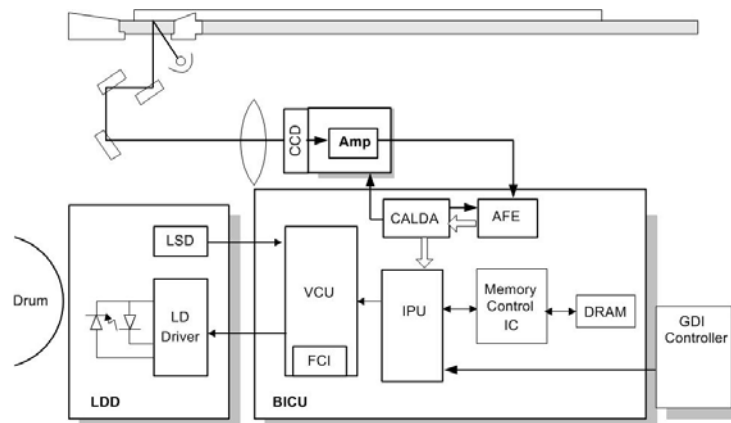 CCD
Amp
CALDA
AFE
LSD
VCU
IPU
Memory
Control
IC
DRAM
GDI
Controller
Drum
LD
Driver
FCI
LDD
BICU